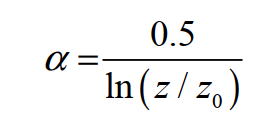 α = 0.5 / ln(z / z₀)